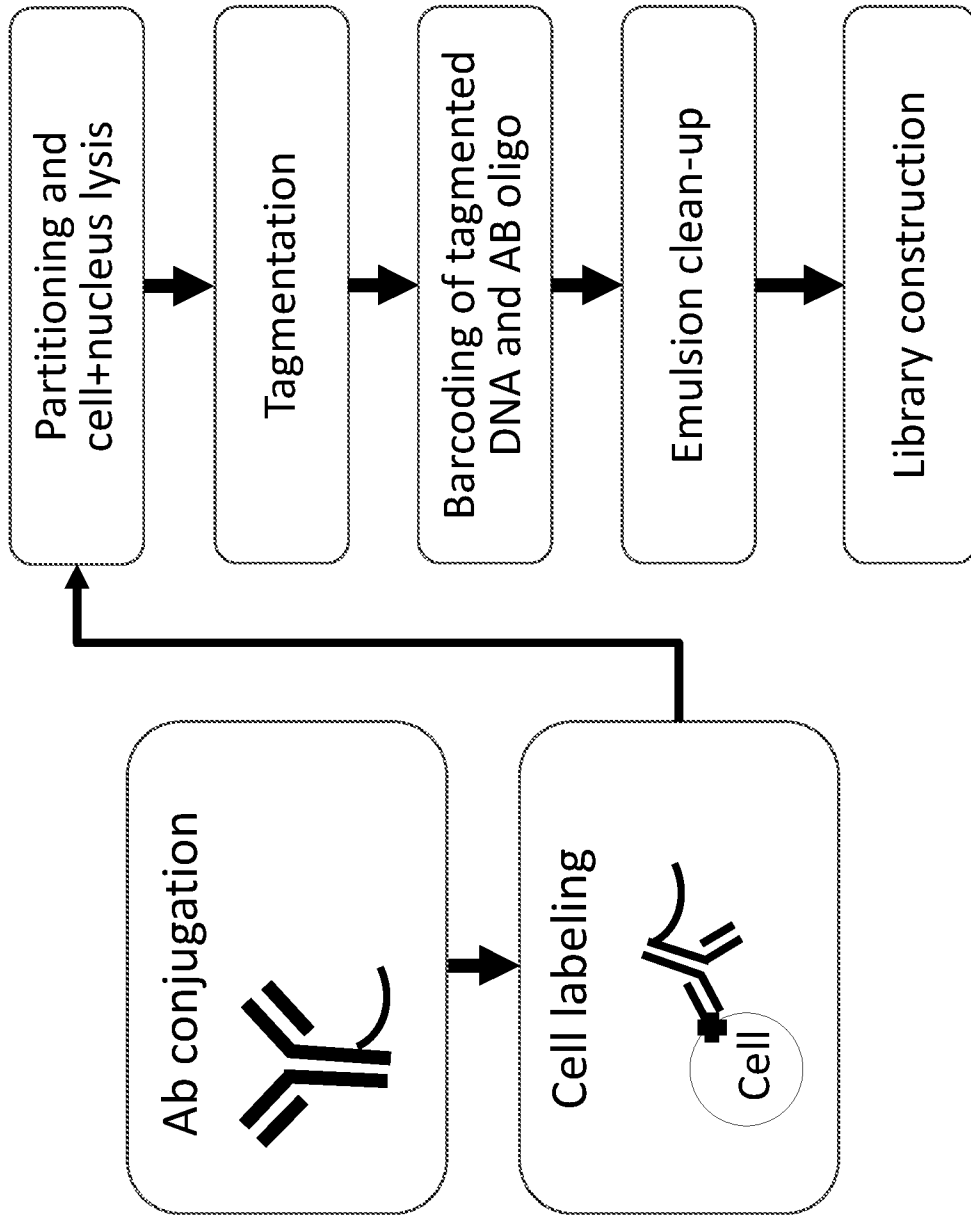 Ab conjugation
Cell labeling
Cell
Partitioning and
cell+nucleus lysis
Tagmentation
Barcoding of tagmented
DNA and AB oligo
Emulsion clean-up
Library construction